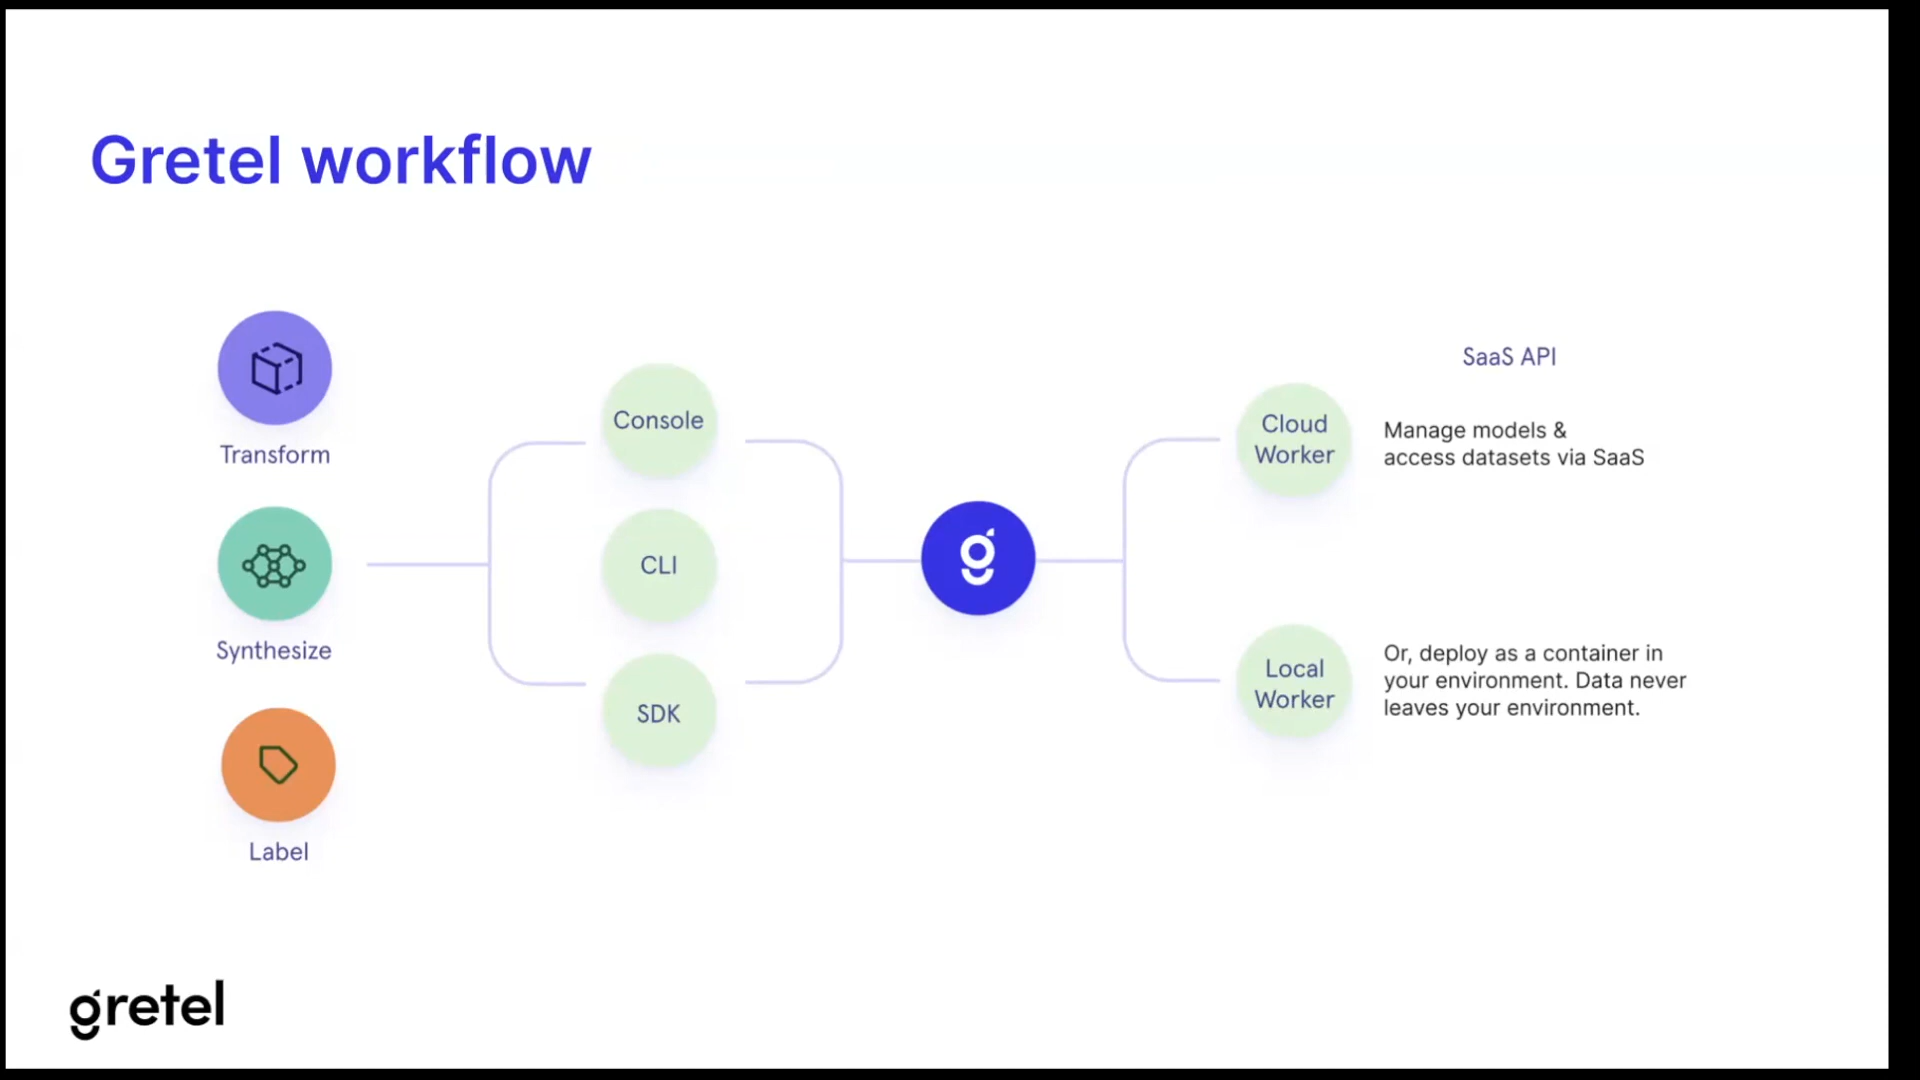 Gretel workflow
Transform
Synthesize
Label
Console
CLI
SDK
g
SaaS API
Cloud
Worker
Manage models &
access datasets via SaaS
Local
Worker
Or, deploy as a container in
your environment. Data never
leaves your environment.
gretel